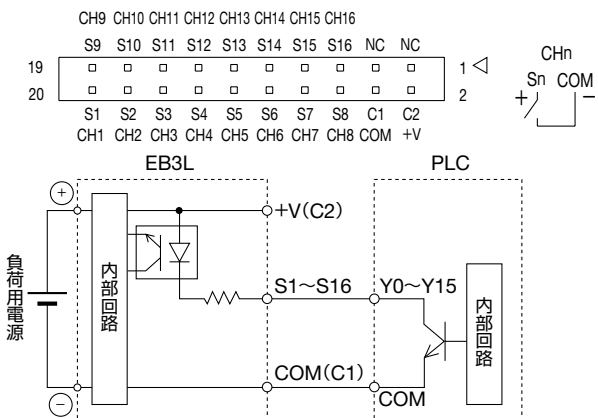 CH9 CH10 CH11 CH12 CH13 CH14 CH15 CH16
S9 S10 S11 S12 S13 S14 S15 S16 NC NC
19 1
20 2
S1 S2 S3 S4 S5 S6 S7 S8 C1 C2
CH1 CH2 CH3 CH4 CH5 CH6 CH7 CH8 COM +V
CHn
Sn COM
+ −
EB3L PLC
+ +V(C2)
負荷用電源
内部回路
S1～S16 Y0～Y15
内部回路
COM(C1)
COM
−